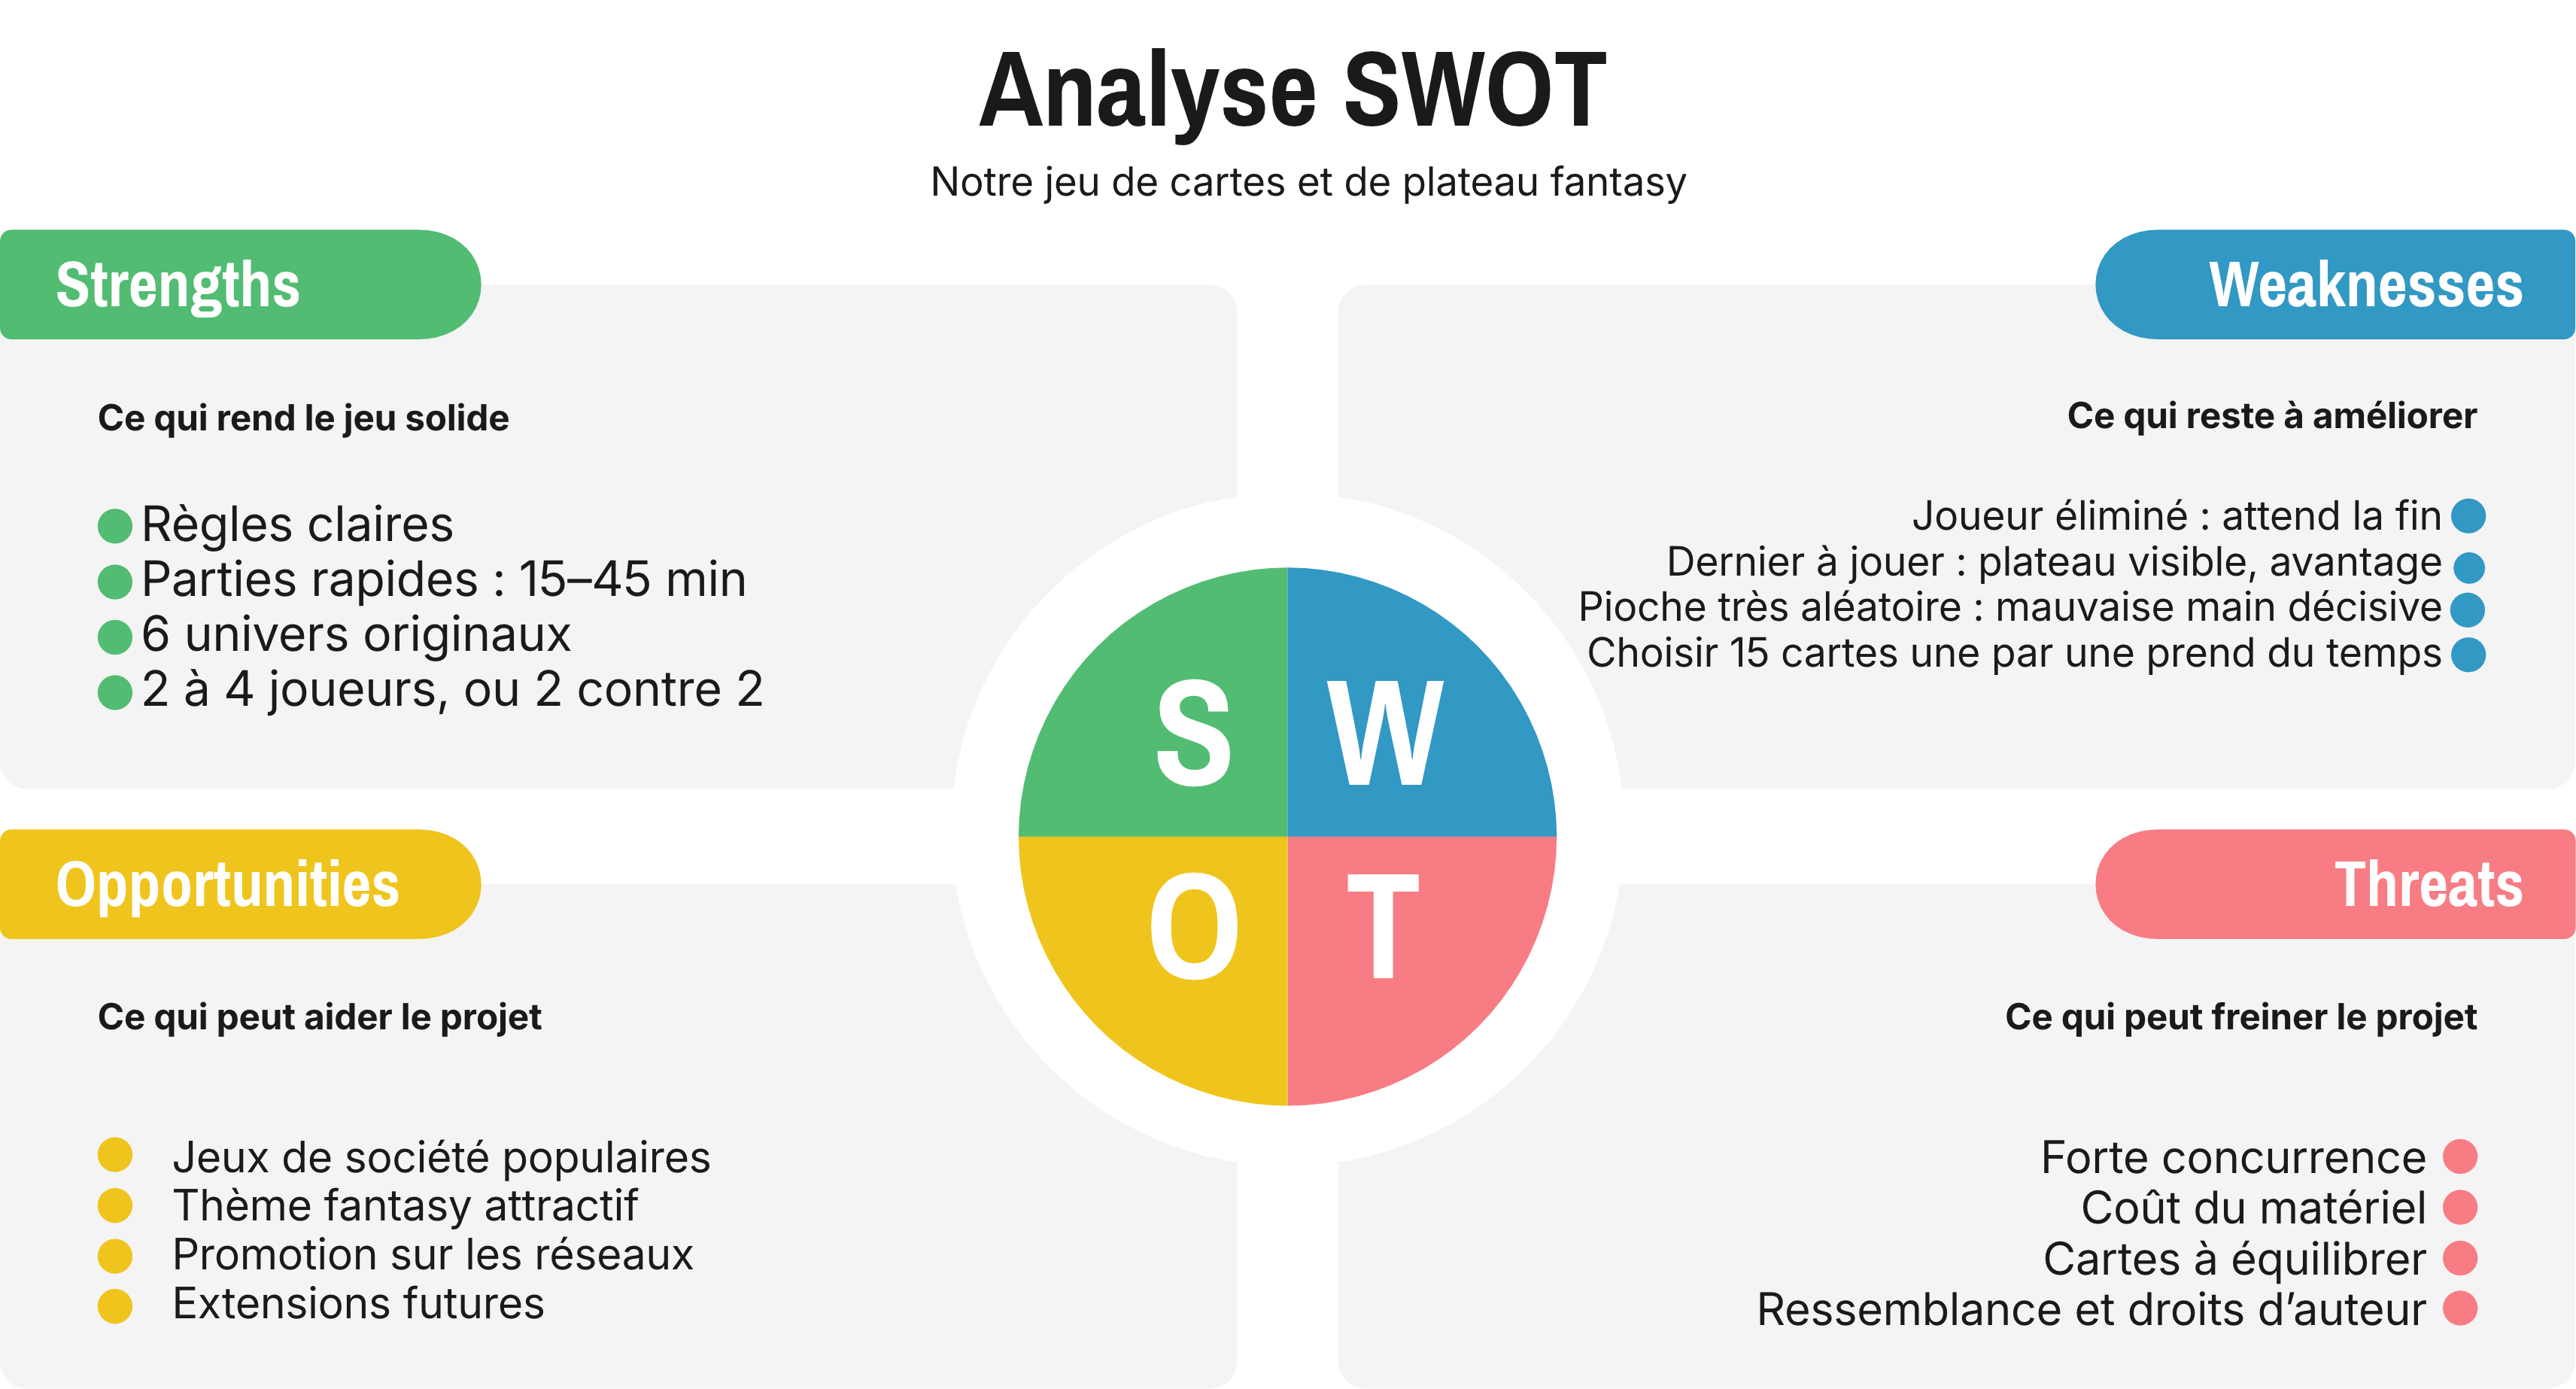 Analyse SWOT
Notre jeu de cartes et de plateau fantasy
Strengths
Ce qui rend le jeu solide
Règles claires
Parties rapides : 15–45 min
6 univers originaux
2 à 4 joueurs, ou 2 contre 2
Weaknesses
Ce qui reste à améliorer
Joueur éliminé : attend la fin
Dernier à jouer : plateau visible, avantage
Pioche très aléatoire : mauvaise main décisive
Choisir 15 cartes une par une prend du temps
S
W
O
T
Opportunities
Ce qui peut aider le projet
Jeux de société populaires
Thème fantasy attractif
Promotion sur les réseaux
Extensions futures
Threats
Ce qui peut freiner le projet
Forte concurrence
Coût du matériel
Cartes à équilibrer
Ressemblance et droits d’auteur